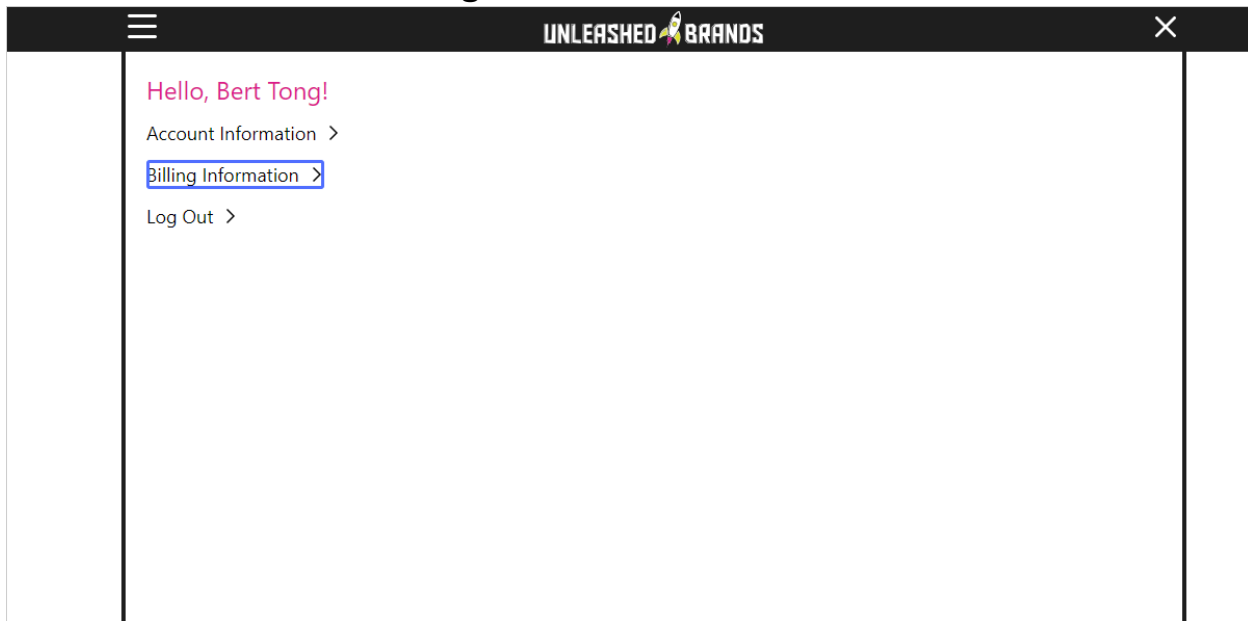 UNLEASHED BRANDS
Hello, Bert Tong!
Account Information
Billing Information
Log Out